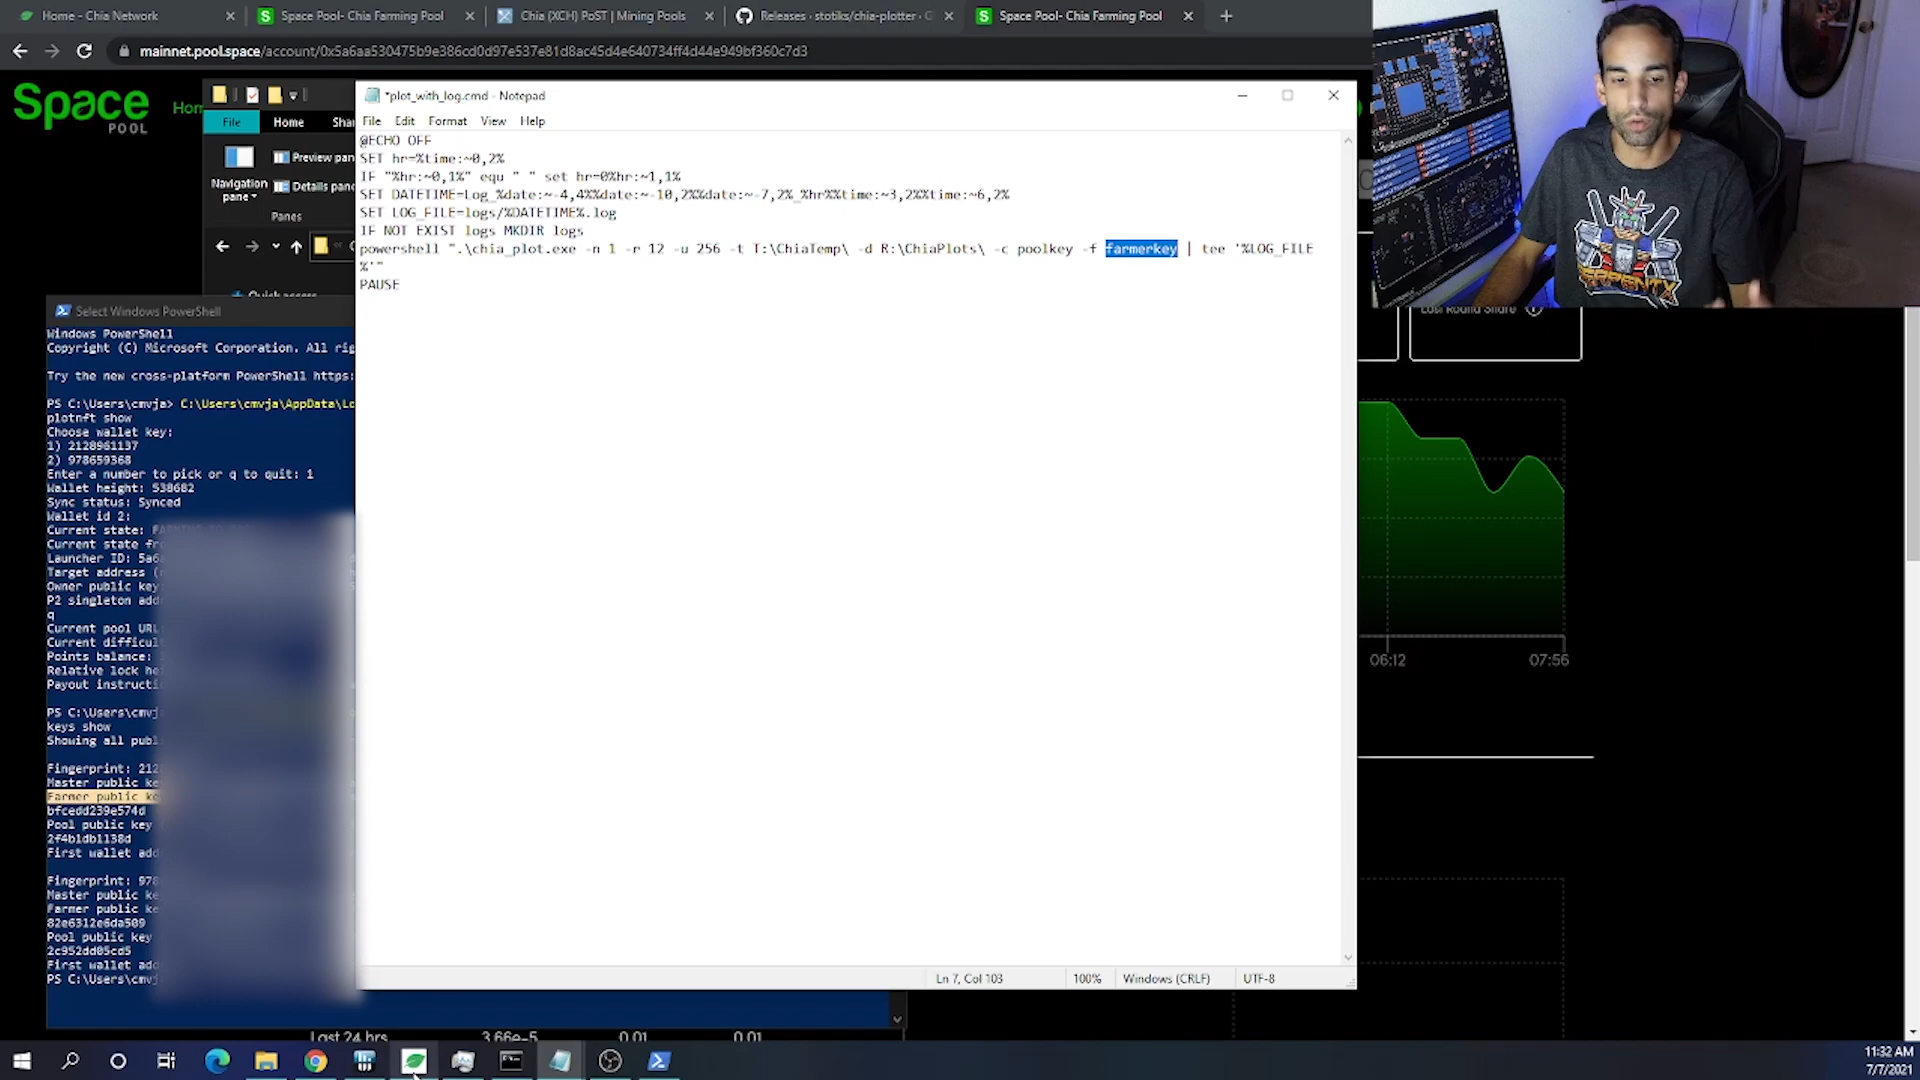 Home - Chia Network
Space Pool- Chia Farming Pool
Chia (XCH) PoST | Mining Pools
Releases · stotiks/chia-plotter · G
Space Pool- Chia Farming Pool
mainnet.pool.space/account/0x5a6aa530475b9e386cd0d97e537e81d8ac45d4e640734ff4d44e949bf360c7d3
Space
POOL
Hom
File
Home
Shar
Navigation
pane
Preview pan
Details pan
Panes
Quick access
*plot_with_log.cmd - Notepad
File Edit Format View Help
@ECHO OFF
SET hr=%time:~0,2%
IF "%hr:~0,1%" equ " " set hr=0%hr:~1,1%
SET DATETIME=Log_%date:~-4,4%%date:~-10,2%%date:~-7,2%_%hr%%time:~3,2%%time:~6,2%
SET LOG_FILE=logs/%DATETIME%.log
IF NOT EXIST logs MKDIR logs
powershell ".\chia_plot.exe -n 1 -r 12 -u 256 -t T:\ChiaTemp\ -d R:\ChiaPlots\ -c poolkey -f farmerkey | tee '%LOG_FILE
%'"
PAUSE
Ln 7, Col 103
100%
Windows (CRLF)
UTF-8
Select Windows PowerShell
Windows PowerShell
Copyright (C) Microsoft Corporation. All rig
Try the new cross-platform PowerShell https:
PS C:\Users\cmvja> C:\Users\cmvja\AppData\Lo
plotnft show
Choose wallet key:
1) 2128961137
2) 978659368
Enter a number to pick or q to quit: 1
Wallet height: 538682
Sync status: Synced
Wallet id 2:
Current state:
Current state fr
Launcher ID: 5a6
Target address (
Owner public key:
P2 singleton add
q
Current pool URL:
Current difficul
Points balance:
Relative lock he
Payout instructi
PS C:\Users\cmvj
keys show
Showing all publ
Fingerprint: 212
Master public ke
Farmer public ke
bfcedd239e574d
Pool public key
2f4b1db1138d
First wallet add
Fingerprint: 978
Master public ke
Farmer public ke
82e6312e6da509
Pool public key
2c952dd05cd5
First wallet add
PS C:\Users\cmvj
Last Round Share
06:12
07:56
Last 24 hrs
3.66e-5
0.01
0.01
SERPENTX
11:32 AM
7/7/2021